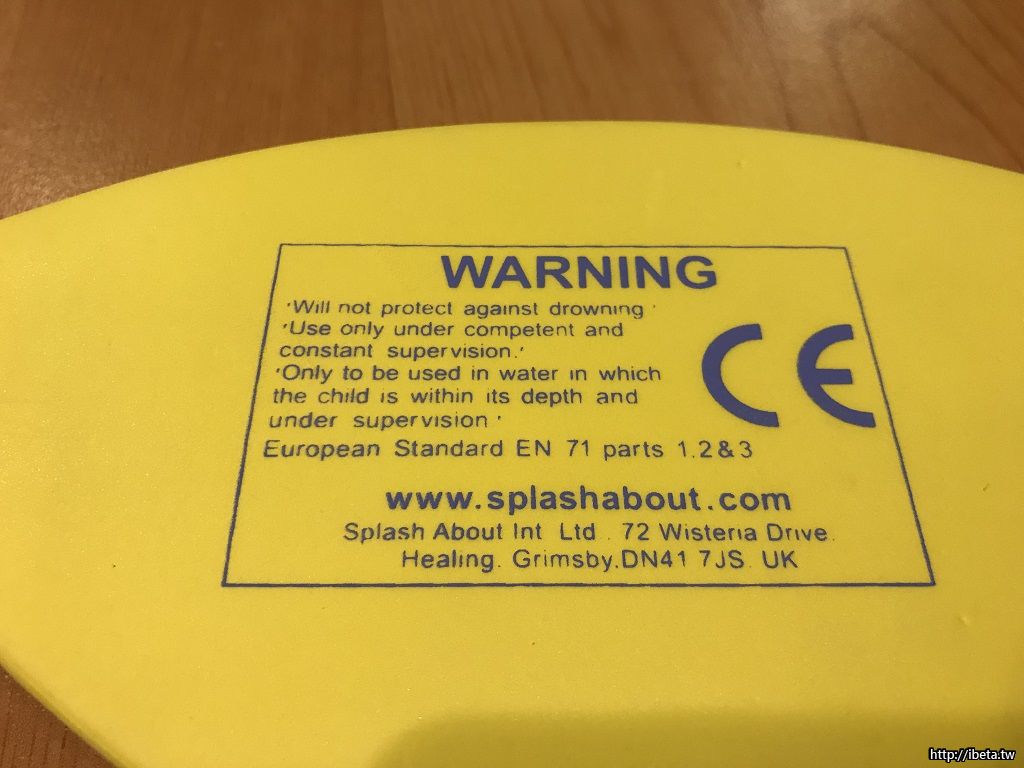 WARNING
'Will not protect against drowning '
'Use only under competent and
constant supervision.'
'Only to be used in water in which
the child is within its depth and
under supervision '
CE
European Standard EN 71 parts 1.2&3
www.splashabout.com
Splash About Int Ltd . 72 Wisteria Drive.
Healing. Grimsby.DN41 7JS. UK
http://ibeta.tw